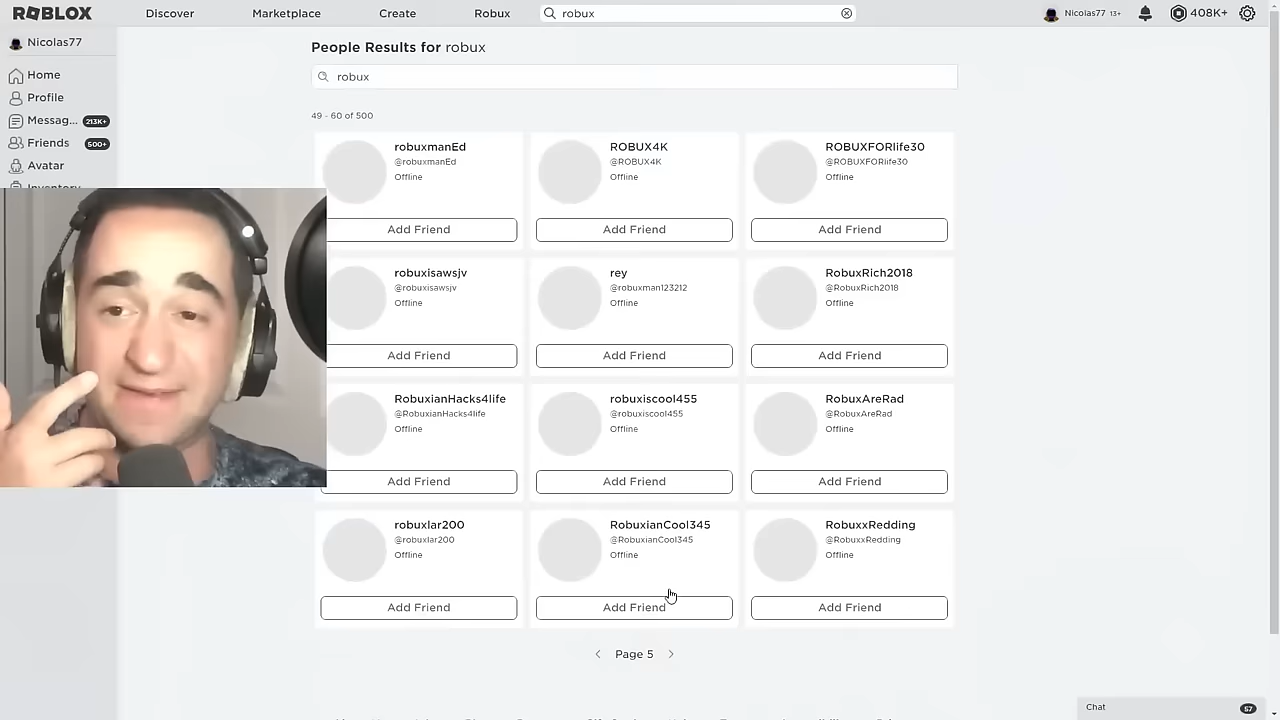 ROBLOX
Discover
Marketplace
Create
Robux
robux
Nicolas77 13+
408K+
Nicolas77
Home
Profile
Messag... 213K+
Friends 500+
Avatar
People Results for robux
robux
49 - 60 of 500
robuxmanEd
@robuxmanEd
Offline
Add Friend
ROBUX4K
@ROBUX4K
Offline
Add Friend
ROBUXFORlife30
@ROBUXFORlife30
Offline
Add Friend
robuxisawsjv
@robuxisawsjv
Offline
Add Friend
rey
@robuxman123212
Offline
Add Friend
RobuxRich2018
@RobuxRich2018
Offline
Add Friend
RobuxianHacks4life
@RobuxianHacks4life
Offline
Add Friend
robuxiscool455
@robuxiscool455
Offline
Add Friend
RobuxAreRad
@RobuxAreRad
Offline
Add Friend
robuxlar200
@robuxlar200
Offline
Add Friend
RobuxianCool345
@RobuxianCool345
Offline
Add Friend
RobuxxRedding
@RobuxxRedding
Offline
Add Friend
Page 5
Chat 57